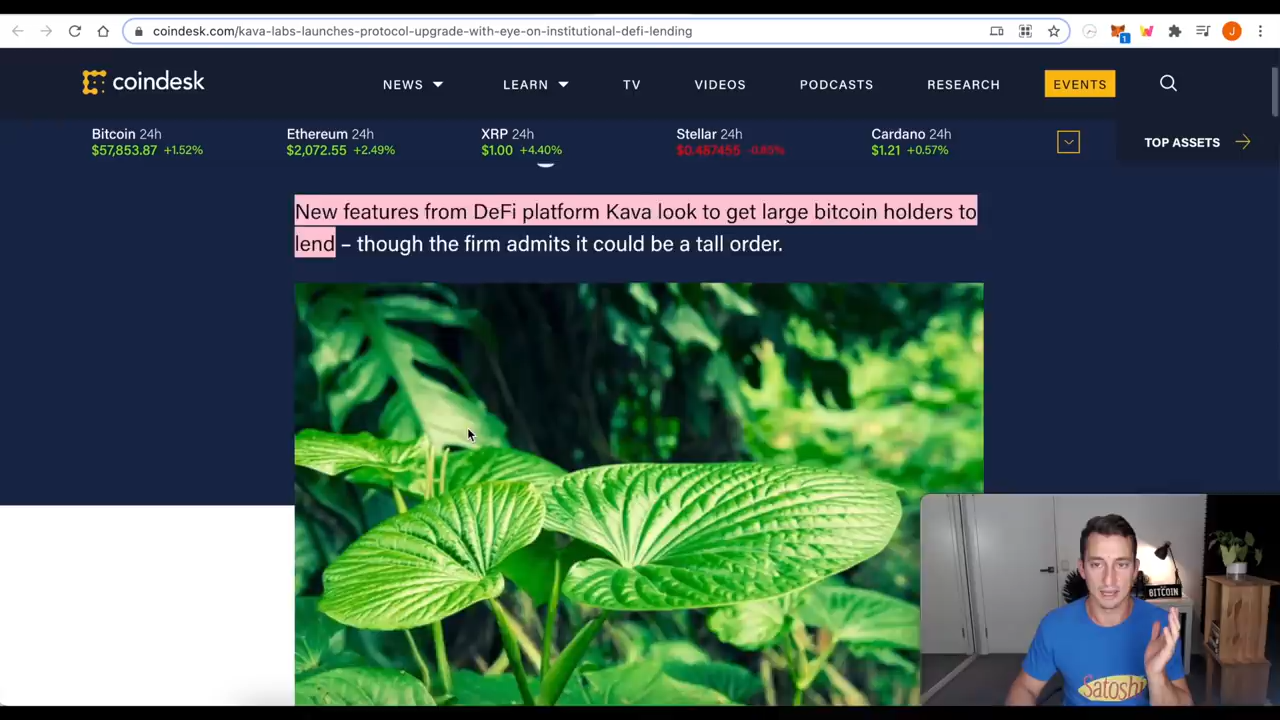 coindesk.com/kava-labs-launches-protocol-upgrade-with-eye-on-institutional-defi-lending
1
J
coindesk
NEWS
LEARN
TV
VIDEOS
PODCASTS
RESEARCH
EVENTS
Bitcoin 24h
$57,853.87 +1.52%
Ethereum 24h
$2,072.55 +2.49%
XRP 24h
$1.00 +4.40%
Stellar 24h
$0.487455 -0.85%
Cardano 24h
$1.21 +0.57%
TOP ASSETS
New features from DeFi platform Kava look to get large bitcoin holders to
lend – though the firm admits it could be a tall order.
BITCOIN
Satoshi